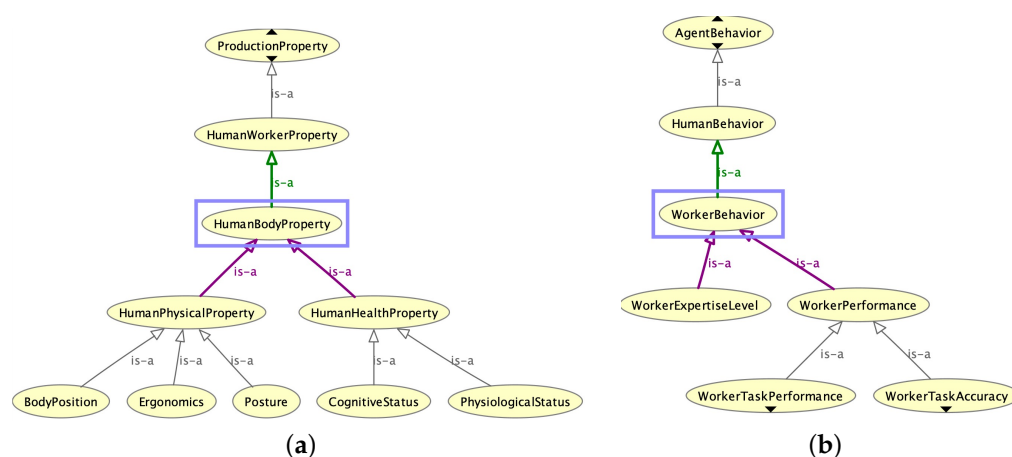 ProductionProperty
is-a
HumanWorkerProperty
is-a
HumanBodyProperty
is-a
is-a
HumanPhysicalProperty
HumanHealthProperty
is-a
is-a
is-a
is-a
is-a
BodyPosition
Ergonomics
Posture
CognitiveStatus
PhysiologicalStatus
(a)
AgentBehavior
is-a
HumanBehavior
is-a
WorkerBehavior
is-a
is-a
WorkerExpertiseLevel
WorkerPerformance
is-a
is-a
WorkerTaskPerformance
WorkerTaskAccuracy
(b)